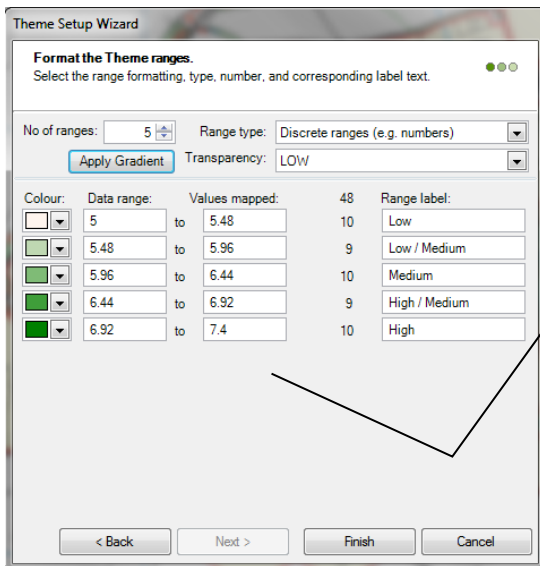 Theme Setup Wizard
Format the Theme ranges.
Select the range formatting, type, number, and corresponding label text.
No of ranges: 5 Range type: Discrete ranges (e.g. numbers)
Apply Gradient Transparency: LOW
Colour: Data range: Values mapped: 48 Range label:
5 to 5.48 10 Low
5.48 to 5.96 9 Low / Medium
5.96 to 6.44 10 Medium
6.44 to 6.92 9 High / Medium
6.92 to 7.4 10 High
< Back Next > Finish Cancel